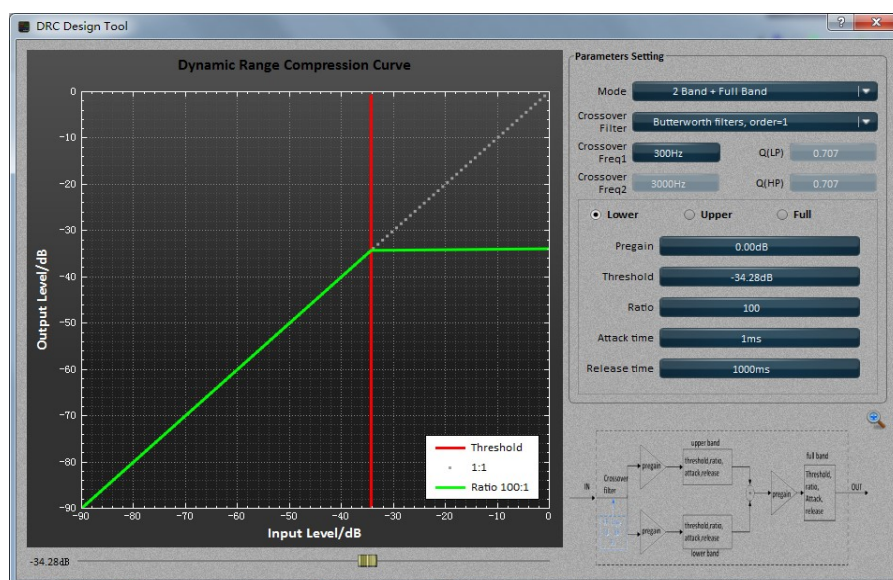 DRC Design Tool
Dynamic Range Compression Curve
Output Level/dB
0
-10
-20
-30
-40
-50
-60
-70
-80
-90
-90
-80
-70
-60
-50
-40
-30
-20
-10
0
Input Level/dB
Threshold
1:1
Ratio 100:1
-34.28dB
Parameters Setting
Mode
2 Band + Full Band
Crossover
Filter
Butterworth filters, order=1
Crossover
Freq1
300Hz
Q(LP)
0.707
Crossover
Freq2
3000Hz
Q(HP)
0.707
Lower
Upper
Full
Pregain
0.00dB
Threshold
-34.28dB
Ratio
100
Attack time
1ms
Release time
1000ms
IN
Crossover
filter
pregain
upper band
threshold,ratio,
attack,release
pregain
threshold,ratio,
attack,release
lower band
pregain
full band
Threshold,
ratio,
Attack,
release
OUT